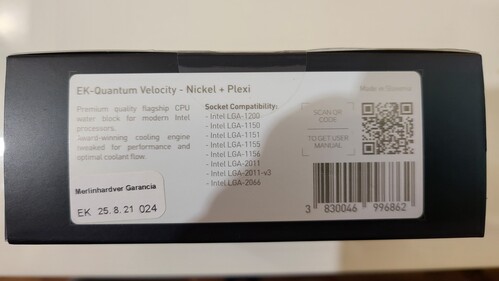 EK-Quantum Velocity - Nickel + Plexi
Made in Slovenia
Premium quality flagship CPU
water block for modern Intel
processors.
Award-winning cooling engine
tweaked for performance and
optimal coolant flow.
Socket Compatibility:
- Intel LGA-1200
- Intel LGA-1150
- Intel LGA-1151
- Intel LGA-1155
- Intel LGA-1156
- Intel LGA-2011
- Intel LGA-2011-v3
- Intel LGA-2066
SCAN QR
CODE
TO GET USER
MANUAL
Merlinhardver Garancia
EK 25.8.21 024
3 830046 996862